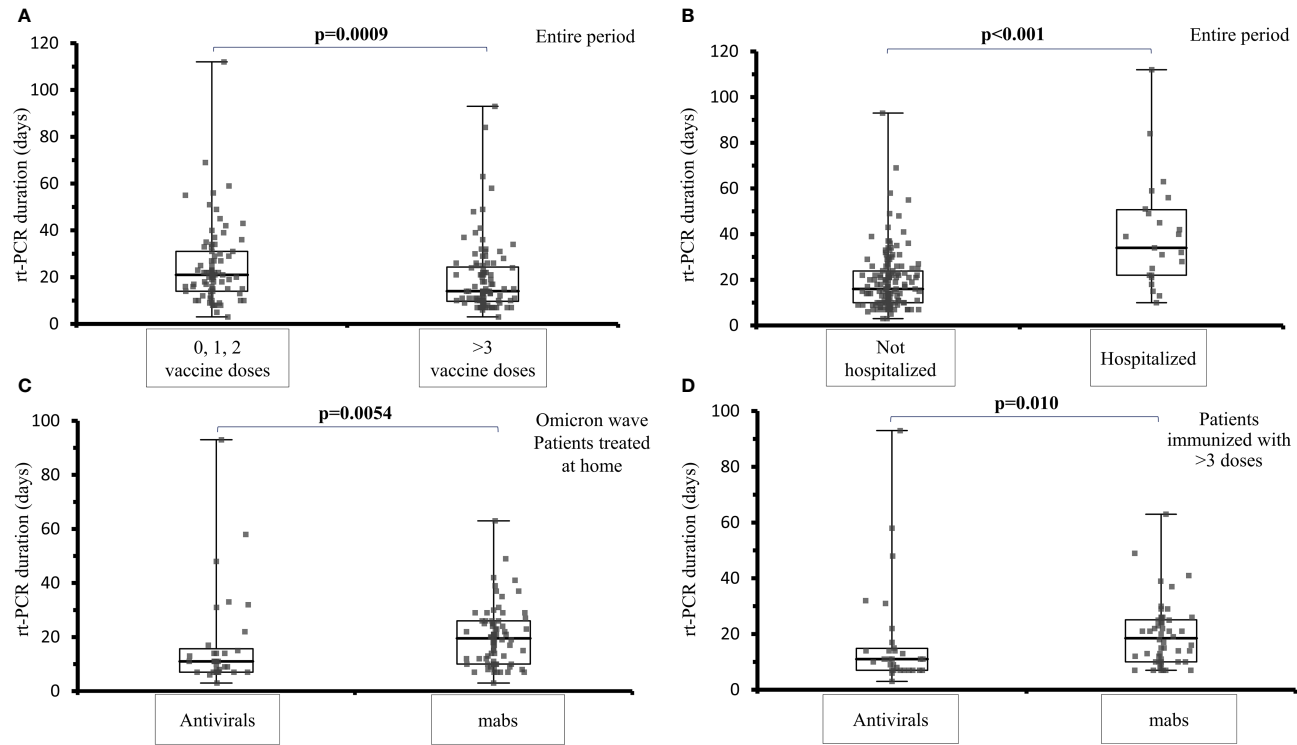 A
p=0.0009
Entire period
rt-PCR duration (days)
120
100
80
60
40
20
0
0, 1, 2
vaccine doses
>3
vaccine doses
B
p<0.001
Entire period
rt-PCR duration (days)
120
100
80
60
40
20
0
Not
hospitalized
Hospitalized
C
p=0.0054
Omicron wave
Patients treated
at home
rt-PCR duration (days)
100
80
60
40
20
0
Antivirals
mabs
D
p=0.010
Patients
immunized with
>3 doses
rt-PCR duration (days)
100
80
60
40
20
0
Antivirals
mabs